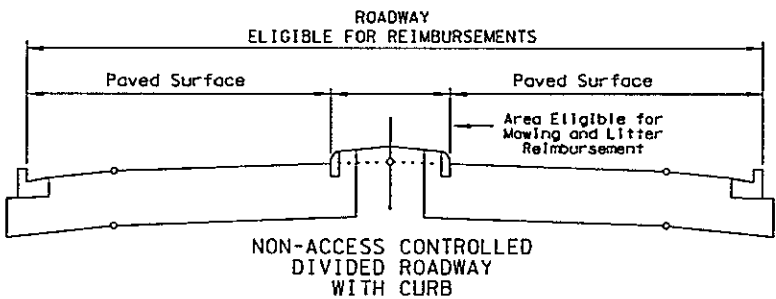 ROADWAY
ELIGIBLE FOR REIMBURSEMENTS
Paved Surface
Paved Surface
Area Eligible for
Mowing and Litter
Reimbursement
NON-ACCESS CONTROLLED
DIVIDED ROADWAY
WITH CURB